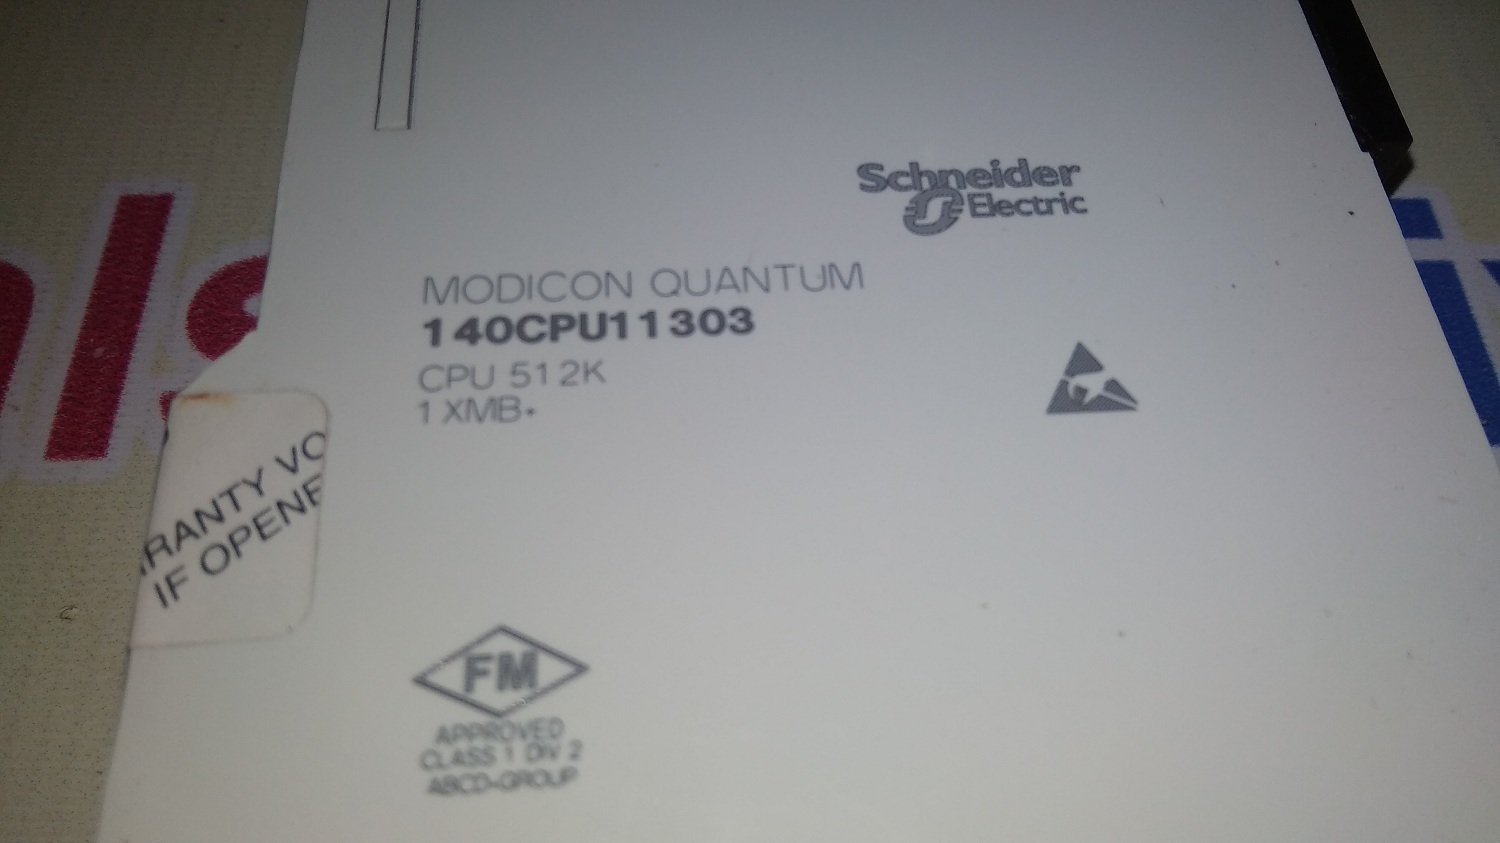 Schneider
Electric
MODICON QUANTUM
140CPU11303
CPU 512K
1 XMB+
RANTY VO
IF OPENE
FM
APPROVED
CLASS 1 DIV 2
ABCD-GROUP